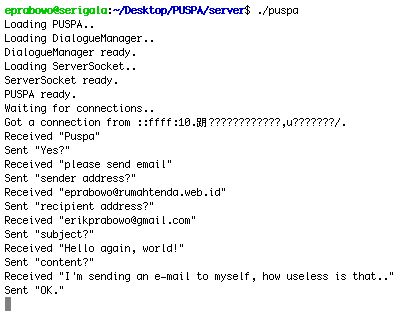 eprabowo@serigala:~/Desktop/PUSPA/server$ ./puspa
Loading PUSPA..
Loading DialogueManager..
DialogueManager ready.
Loading ServerSocket..
ServerSocket ready.
PUSPA ready.
Waiting for connections..
Got a connection from ::ffff:10.阴????????????,u???????/.
Received "Puspa"
Sent "Yes?"
Received "please send email"
Sent "sender address?"
Received "eprabowo@rumahtenda.web.id"
Sent "recipient address?"
Received "erikprabowo@gmail.com"
Sent "subject?"
Received "Hello again, world!"
Sent "content?"
Received "I'm sending an e-mail to myself, how useless is that.."
Sent "OK."